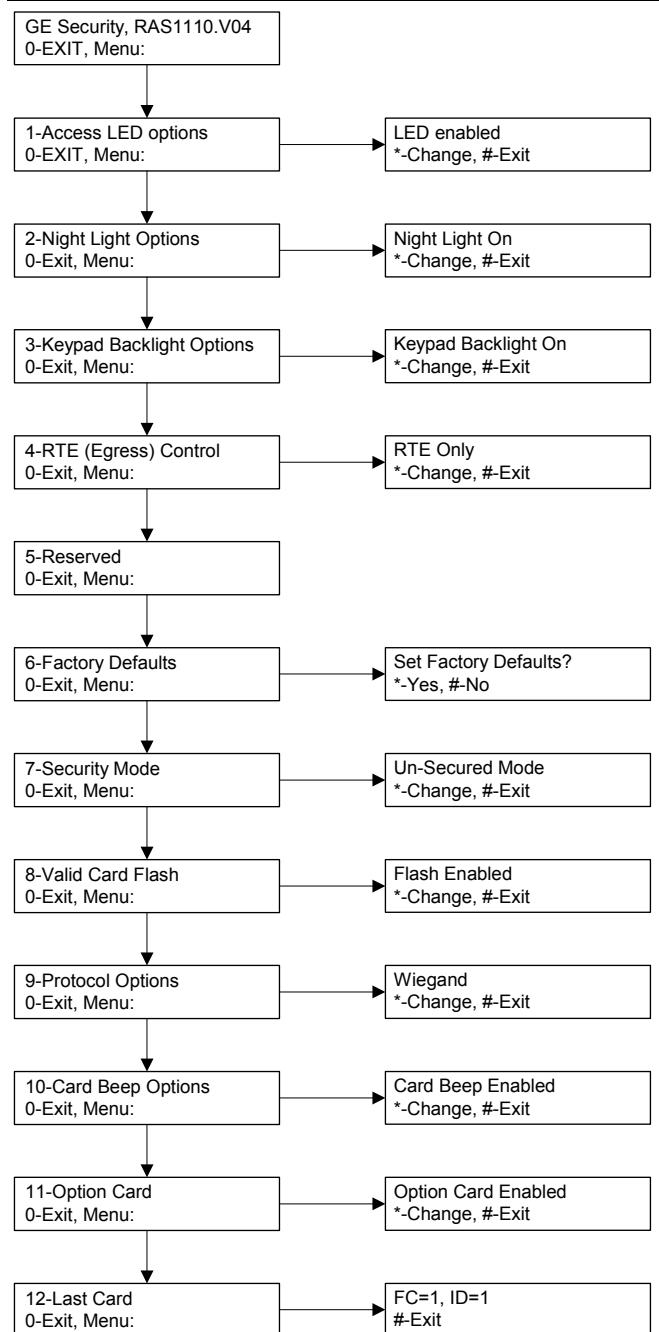 GE Security, RAS1110.V04
0-EXIT, Menu:
1-Access LED options
0-EXIT, Menu:
LED enabled
*-Change, #-Exit
2-Night Light Options
0-Exit, Menu:
Night Light On
*-Change, #-Exit
3-Keypad Backlight Options
0-Exit, Menu:
Keypad Backlight On
*-Change, #-Exit
4-RTE (Egress) Control
0-Exit, Menu:
RTE Only
*-Change, #-Exit
5-Reserved
0-Exit, Menu:
6-Factory Defaults
0-Exit, Menu:
Set Factory Defaults?
*-Yes, #-No
7-Security Mode
0-Exit, Menu:
Un-Secured Mode
*-Change, #-Exit
8-Valid Card Flash
0-Exit, Menu:
Flash Enabled
*-Change, #-Exit
9-Protocol Options
0-Exit, Menu:
Wiegand
*-Change, #-Exit
10-Card Beep Options
0-Exit, Menu:
Card Beep Enabled
*-Change, #-Exit
11-Option Card
0-Exit, Menu:
Option Card Enabled
*-Change, #-Exit
12-Last Card
0-Exit, Menu:
FC=1, ID=1
#-Exit